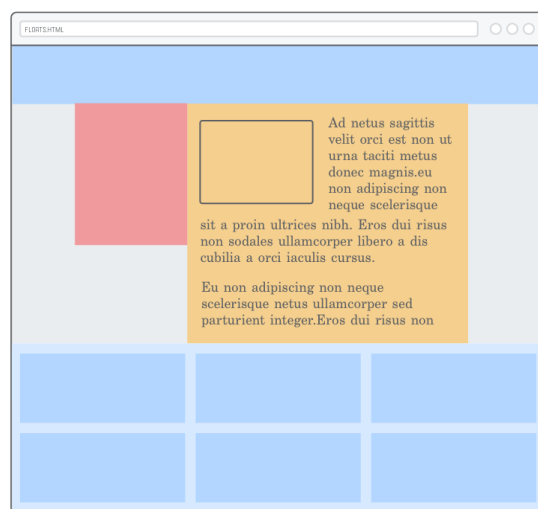 FLOATS.HTML
Ad netus sagittis
velit orci est non ut
urna taciti metus
donec magnis.eu
non adipiscing non
neque scelerisque
sit a proin ultrices nibh. Eros dui risus
non sodales ullamcorper libero a dis
cubilia a orci iaculis cursus.
Eu non adipiscing non neque
scelerisque netus ullamcorper sed
parturient integer.Eros dui risus non